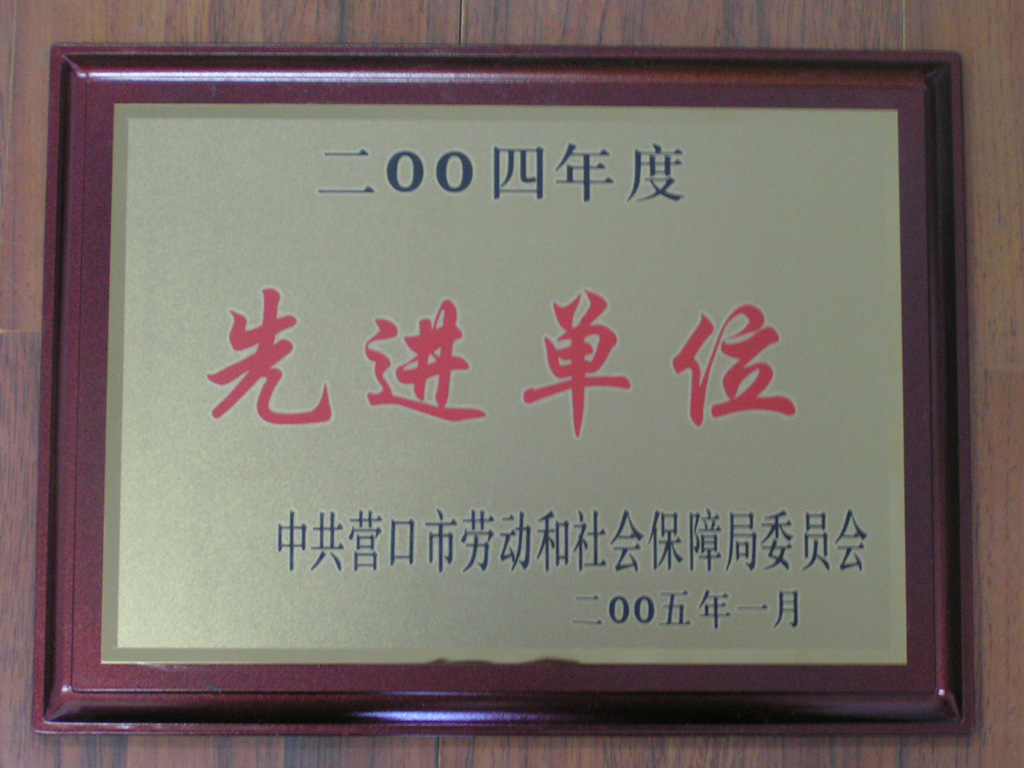 二OO四年度
先进单位
中共营口市劳动和社会保障局委员会
二OO五年一月